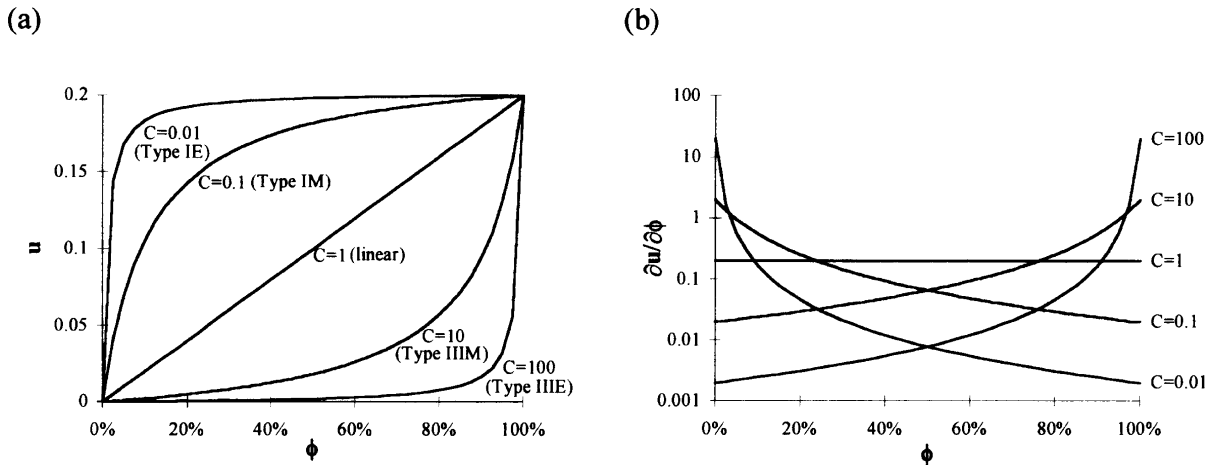 (a)
(b)
0.2
0.15
0.1
0.05
0
u
C=0.01
(Type IE)
C=0.1 (Type IM)
C=1 (linear)
C=10
(Type IIIM)
C=100
(Type IIIE)
0% 20% 40% 60% 80% 100%
ϕ
100
10
1
0.1
0.01
0.001
∂u/∂ϕ
C=100
C=10
C=1
C=0.1
C=0.01
0% 20% 40% 60% 80% 100%
ϕ